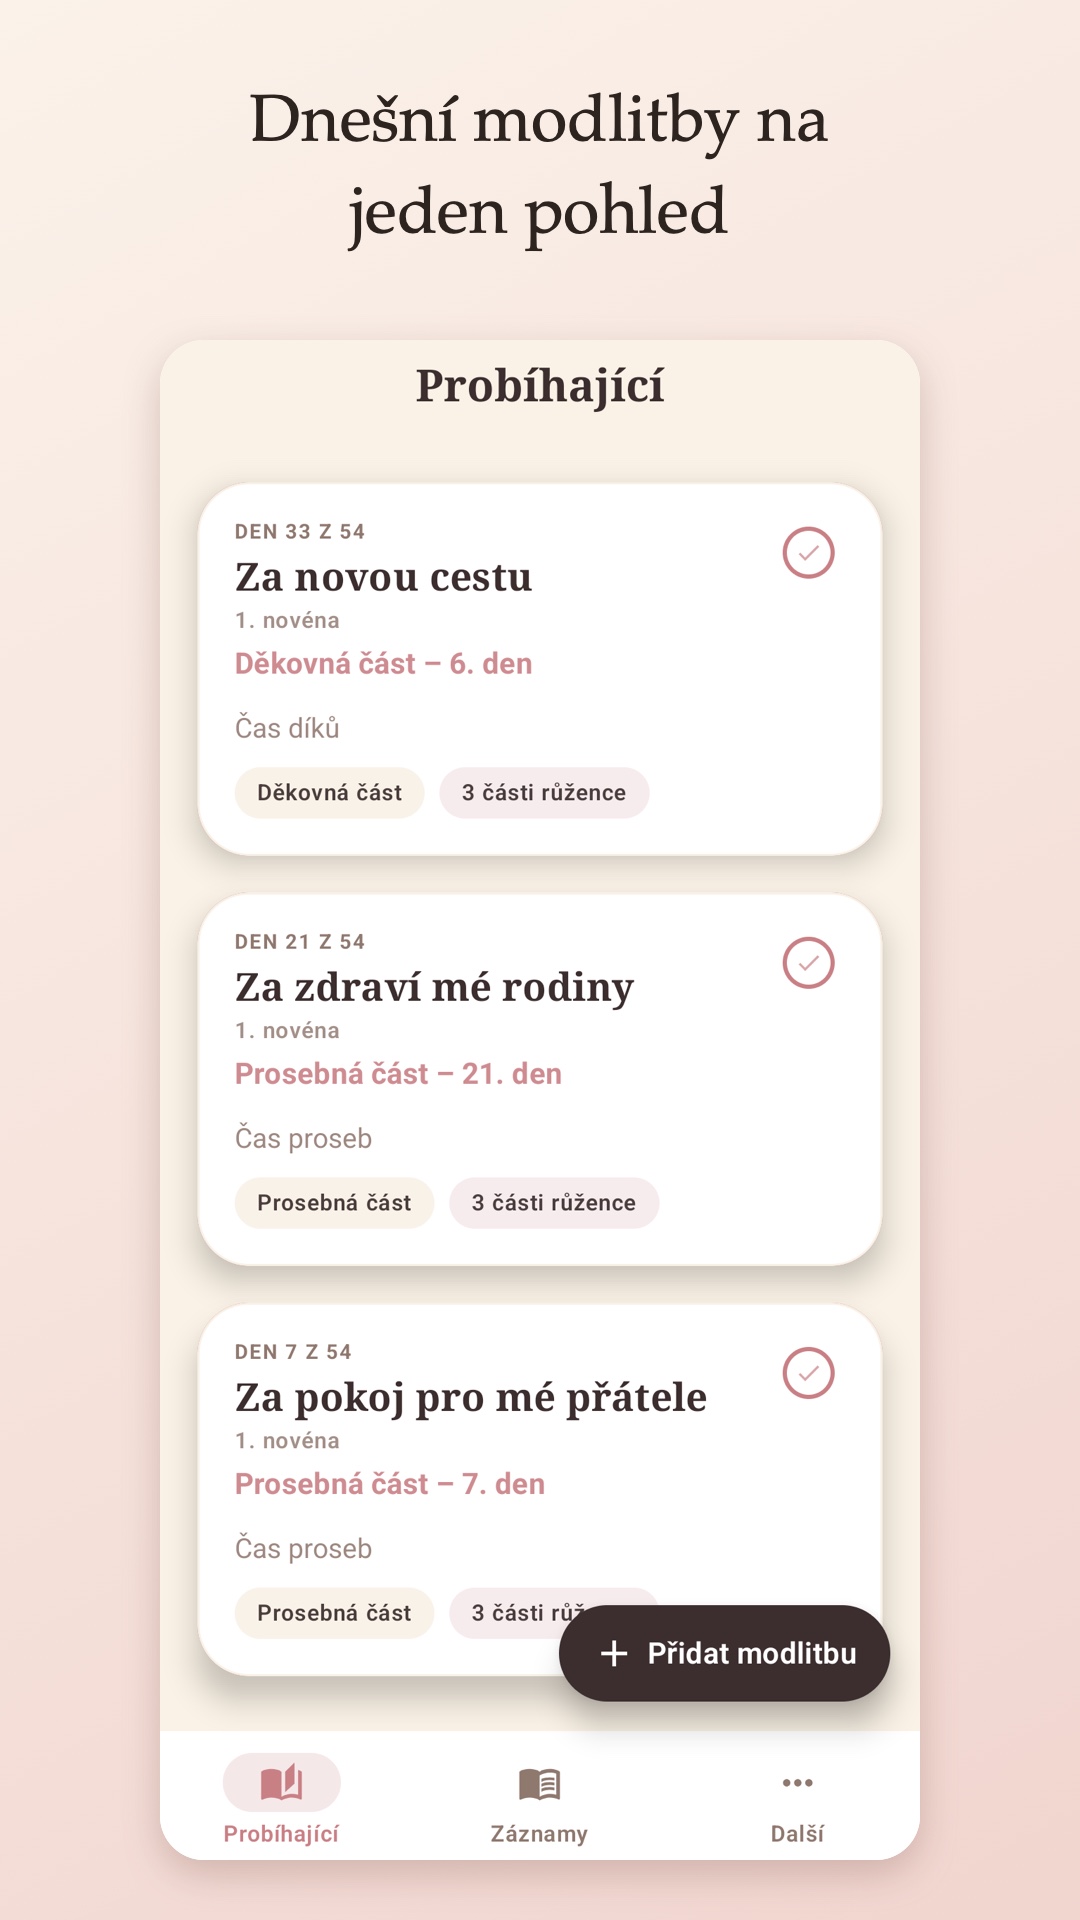 Dnešní modlitby na
jeden pohled
Probíhající
DEN 33 Z 54
Za novou cestu
1. novéna
Děkovná část – 6. den
Čas díků
Děkovná část
3 části růžence
DEN 21 Z 54
Za zdraví mé rodiny
1. novéna
Prosebná část – 21. den
Čas proseb
Prosebná část
3 části růžence
DEN 7 Z 54
Za pokoj pro mé přátele
1. novéna
Prosebná část – 7. den
Čas proseb
Prosebná část
3 části
Přidat modlitbu
Probíhající
Záznamy
Další